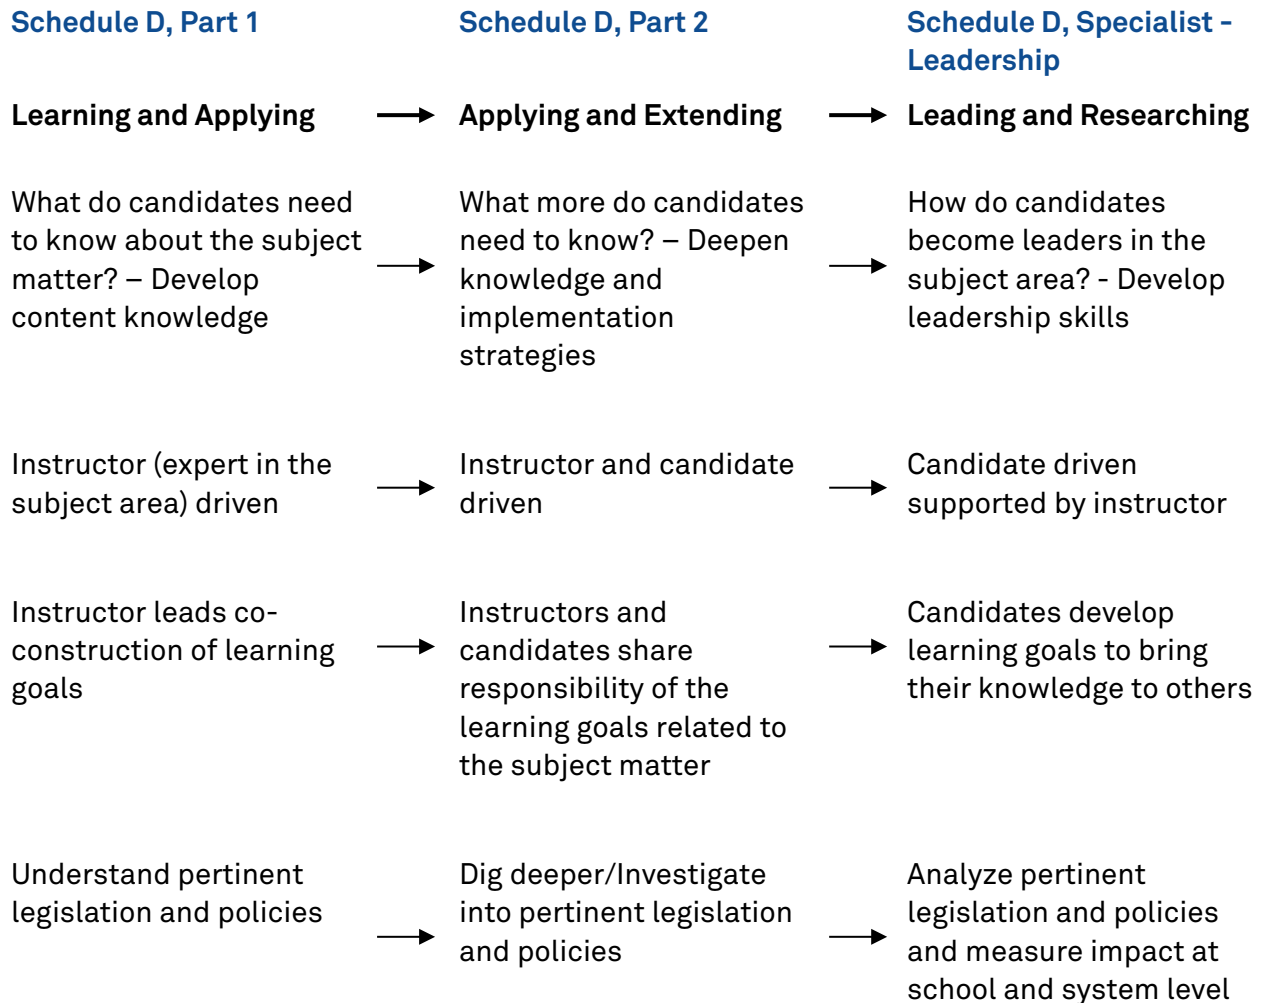 Schedule D, Part 1
Schedule D, Part 2
Schedule D, Specialist -
Leadership
Learning and Applying
Applying and Extending
Leading and Researching
What do candidates need
to know about the subject
matter? – Develop
content knowledge
What more do candidates
need to know? – Deepen
knowledge and
implementation
strategies
How do candidates
become leaders in the
subject area? - Develop
leadership skills
Instructor (expert in the
subject area) driven
Instructor and candidate
driven
Candidate driven
supported by instructor
Instructor leads co-
construction of learning
goals
Instructors and
candidates share
responsibility of the
learning goals related to
the subject matter
Candidates develop
learning goals to bring
their knowledge to others
Understand pertinent
legislation and policies
Dig deeper/Investigate
into pertinent legislation
and policies
Analyze pertinent
legislation and policies
and measure impact at
school and system level